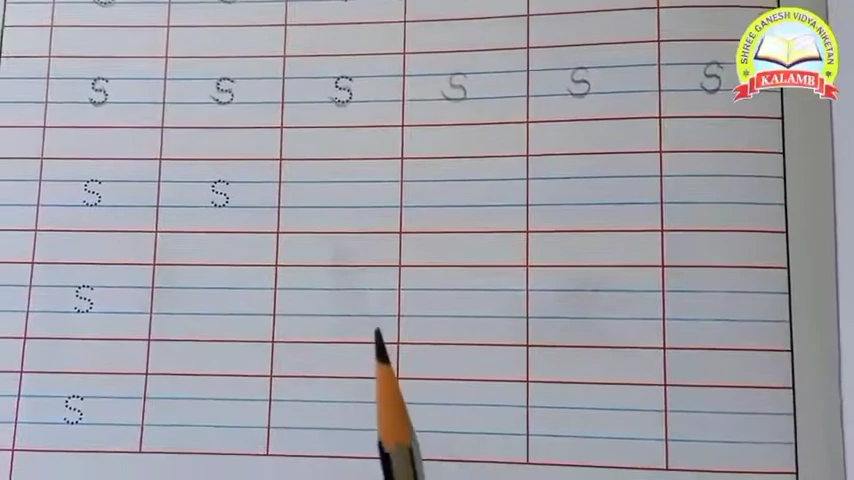 SHREE GANESH VIDYA-NIKETAN
KALAMB
s s s s s s
s s
s
s